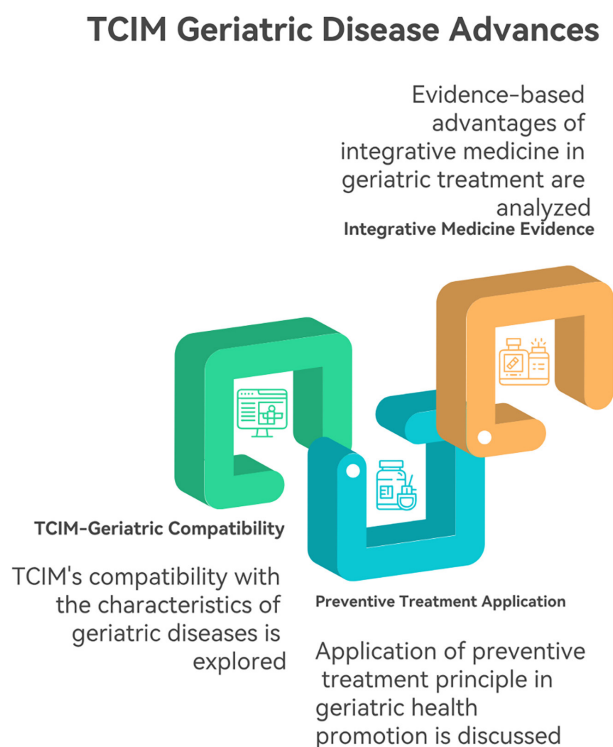 TCIM Geriatric Disease Advances
Evidence-based
advantages of
integrative medicine in
geriatric treatment are
analyzed
Integrative Medicine Evidence
TCIM-Geriatric Compatibility
TCIM's compatibility with
the characteristics of
geriatric diseases is
explored
Preventive Treatment Application
Application of preventive
treatment principle in
geriatric health
promotion is discussed